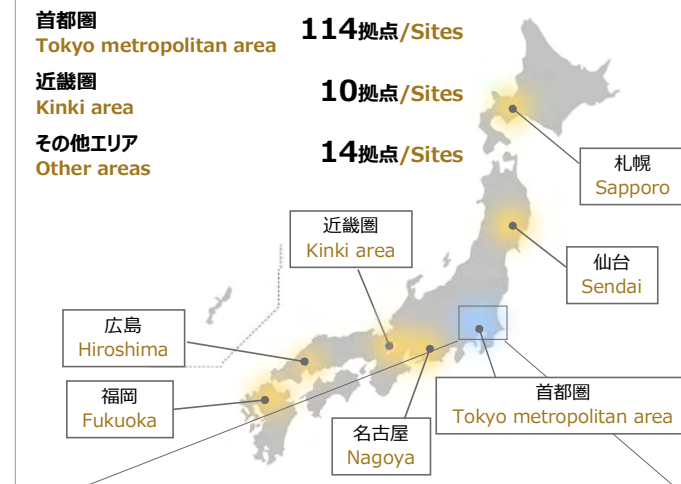 首都圏 114拠点/Sites
Tokyo metropolitan area
近畿圏 10拠点/Sites
Kinki area
その他エリア 14拠点/Sites
Other areas
札幌
Sapporo
近畿圏
Kinki area
仙台
Sendai
広島
Hiroshima
福岡
Fukuoka
首都圏
Tokyo metropolitan area
名古屋
Nagoya